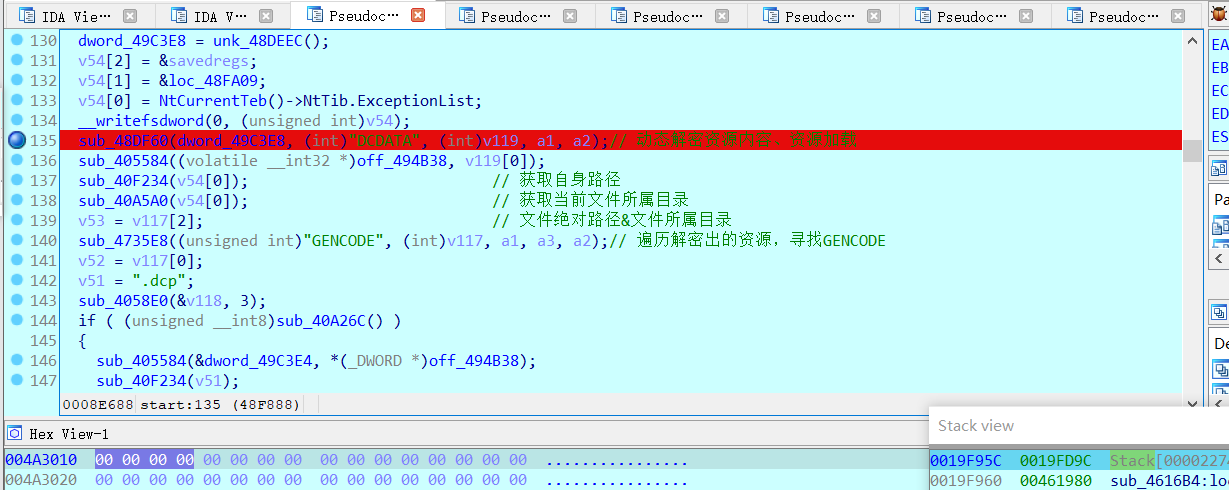 IDA Vie⋯
IDA V⋯
Pseudoc⋯
Pseudoc⋯
Pseudoc⋯
Pseudoc⋯
Pseudoc⋯
Pseudoc⋯
130 dword_49C3E8 = unk_48DEEC();
131 v54[2] = &savedregs;
132 v54[1] = &loc_48FA09;
133 v54[0] = NtCurrentTeb()->NtTib.ExceptionList;
134 __writefsdword(0, (unsigned int)v54);
135 sub_48DF60(dword_49C3E8, (int)"DCDATA", (int)v119, a1, a2);//
136 sub_405584((volatile __int32 *)off_494B38, v119[0]);
137 sub_40F234(v54[0]); // 获取自身路径
138 sub_40A5A0(v54[0]); // 获取当前文件所属目录
139 v53 = v117[2]; // 文件绝对路径&文件所属目录
140 sub_4735E8((unsigned int)"GENCODE", (int)v117, a1, a3, a2);// 遍历解密出的资源，寻找GENCODE
141 v52 = v117[0];
142 v51 = ".dcp";
143 sub_4058E0(&v118, 3);
144 if ( (unsigned __int8)sub_40A26C() )
145 {
146 sub_405584(&dword_49C3E4, *(_DWORD *)off_494B38);
147 sub_40F234(v51);
0008E688 start:135 (48F888)
EA
EB
EC
ED
ES
Pa
De
Hex View-1
004A3010 00 00 00 00 00 00 00 00 00 00 00 00 00 00 00 00 ................
004A3020 00 00 00 00 00 00 00 00 00 00 00 00 00 00 00 00 ................
Stack view
0019F95C 0019FD9C Stack[00002274
0019F960 00461980 sub_4616B4:lo